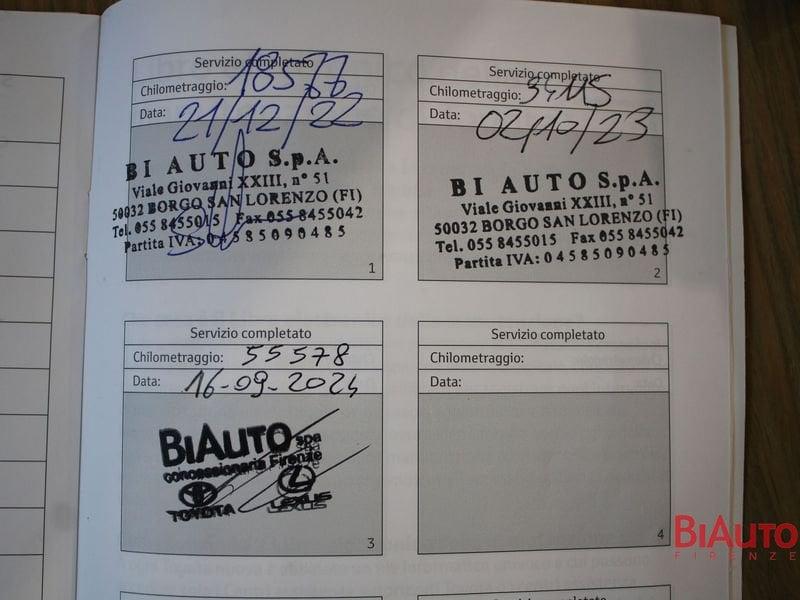 Servizio completato
Chilometraggio: 18577
Data: 21/12/22
BI AUTO S.p.A.
Viale Giovanni XXIII, n° 51
50032 BORGO SAN LORENZO (FI)
Tel. 055 8455015 Fax 055 8455042
Partita IVA: 04585090485
1
Servizio completato
Chilometraggio: 34115
Data: 02/10/23
BI AUTO S.p.A.
Viale Giovanni XXIII, n° 51
50032 BORGO SAN LORENZO (FI)
Tel. 055 8455015 Fax 055 8455042
Partita IVA: 04585090485
2
Servizio completato
Chilometraggio: 55578
Data: 16-09-2024
BIAUTO spa
concessionaria Firenze
TOYOTA LEXUS
3
Servizio completato
Chilometraggio:
Data:
4
BIAUTO
FIRENZE